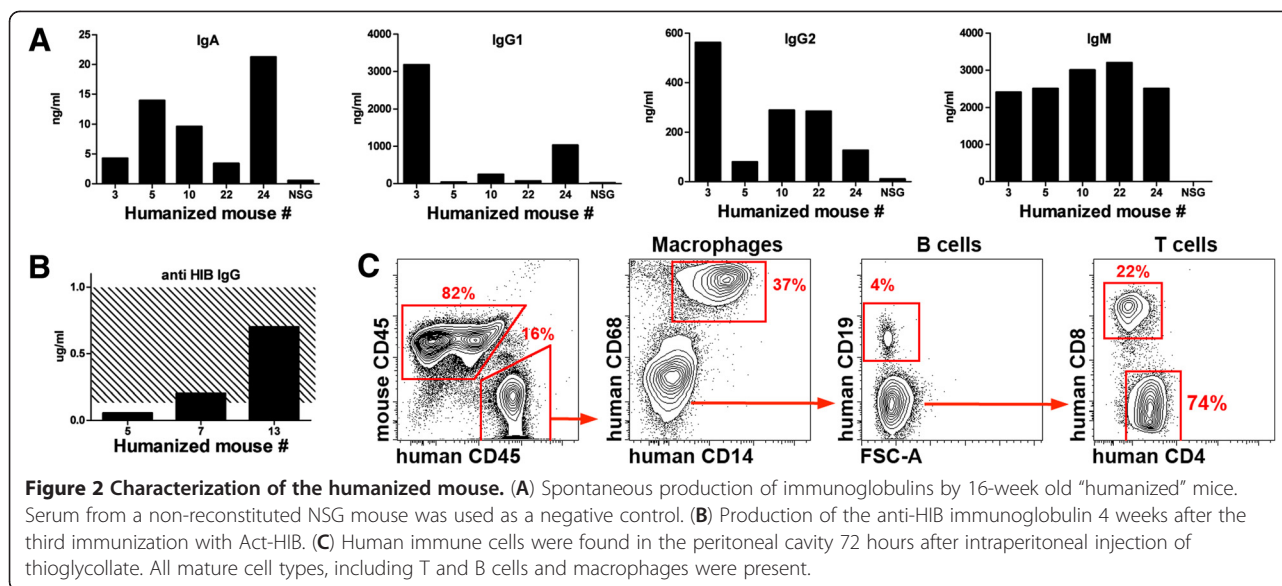 A
IgA
25
20
15
10
5
0
ng/ml
3 5 10 22 24 NSG
Humanized mouse #
IgG1
4000
3000
2000
1000
0
ng/ml
3 5 10 22 24 NSG
Humanized mouse #
IgG2
600
400
200
0
ng/ml
3 5 10 22 24 NSG
Humanized mouse #
IgM
4000
3000
2000
1000
0
ng/ml
3 5 10 22 24 NSG
Humanized mouse #
B
anti HIB IgG
1.0
0.5
0.0
ug/ml
5 7 13
Humanized mouse #
C
82%
16%
mouse CD45
human CD45
Macrophages
37%
human CD68
human CD14
B cells
4%
human CD19
FSC-A
T cells
22%
74%
human CD8
human CD4
Figure 2 Characterization of the humanized mouse. (A) Spontaneous production of immunoglobulins by 16-week old “humanized” mice.
Serum from a non-reconstituted NSG mouse was used as a negative control. (B) Production of the anti-HIB immunoglobulin 4 weeks after the
third immunization with Act-HIB. (C) Human immune cells were found in the peritoneal cavity 72 hours after intraperitoneal injection of
thioglycollate. All mature cell types, including T and B cells and macrophages were present.